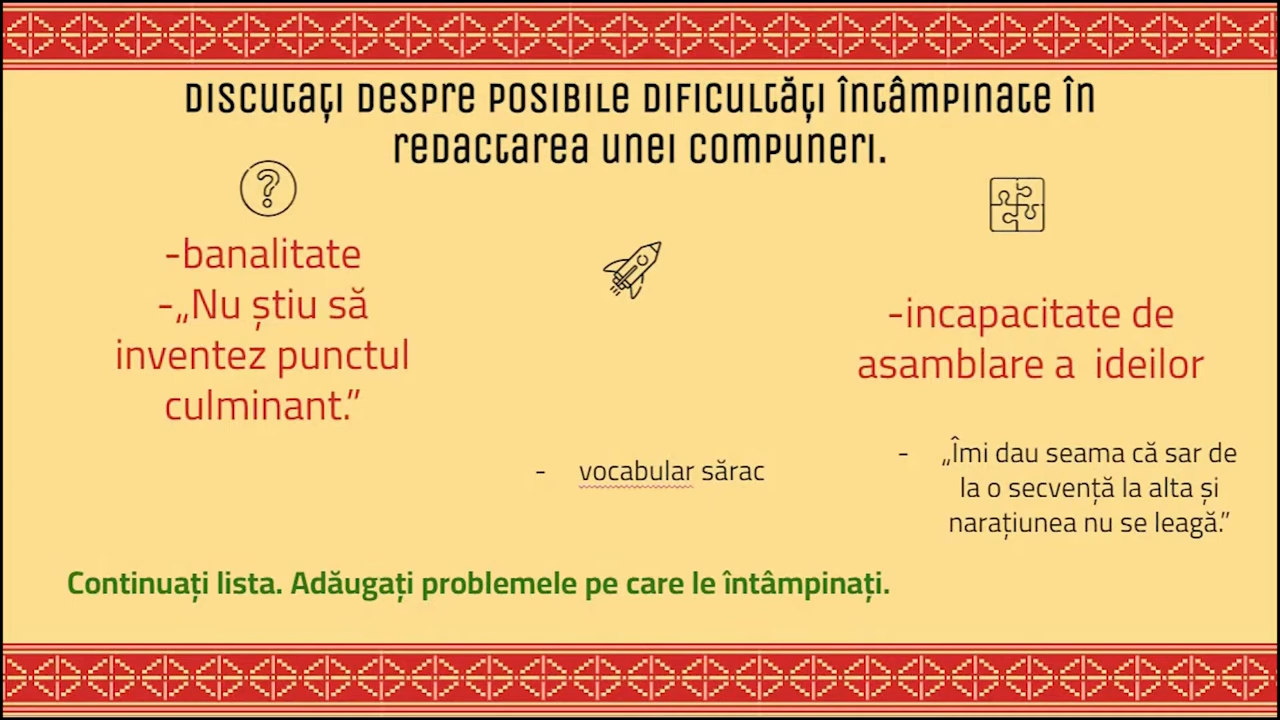 Discutați despre posibile dificultăți întâmpinate în
redactarea unei compuneri.
-banalitate
-„Nu știu să
inventez punctul
culminant.”
- vocabular sărac
-incapacitate de
asamblare a ideilor
- „Îmi dau seama că sar de
la o secvență la alta și
narațiunea nu se leagă.”
Continuați lista. Adăugați problemele pe care le întâmpinați.